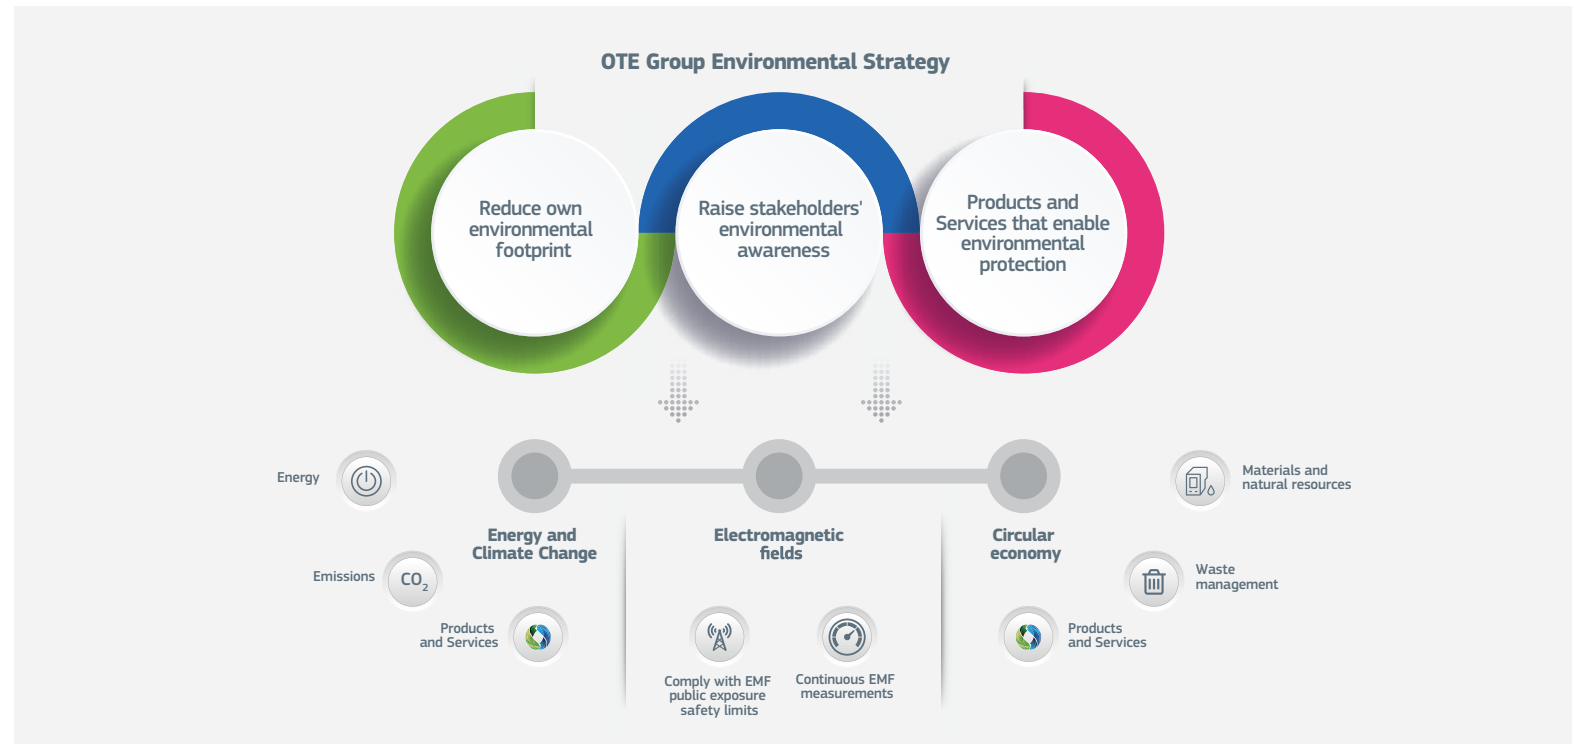 OTE Group Environmental Strategy
Reduce own
environmental
footprint
Raise stakeholders'
environmental
awareness
Products and
Services that enable
environmental
protection
Energy
Emissions
CO2
Products
and Services
Energy and
Climate Change
Electromagnetic
fields
Comply with EMF
public exposure
safety limits
Continuous EMF
measurements
Circular
economy
Materials and
natural resources
Waste
management
Products
and Services